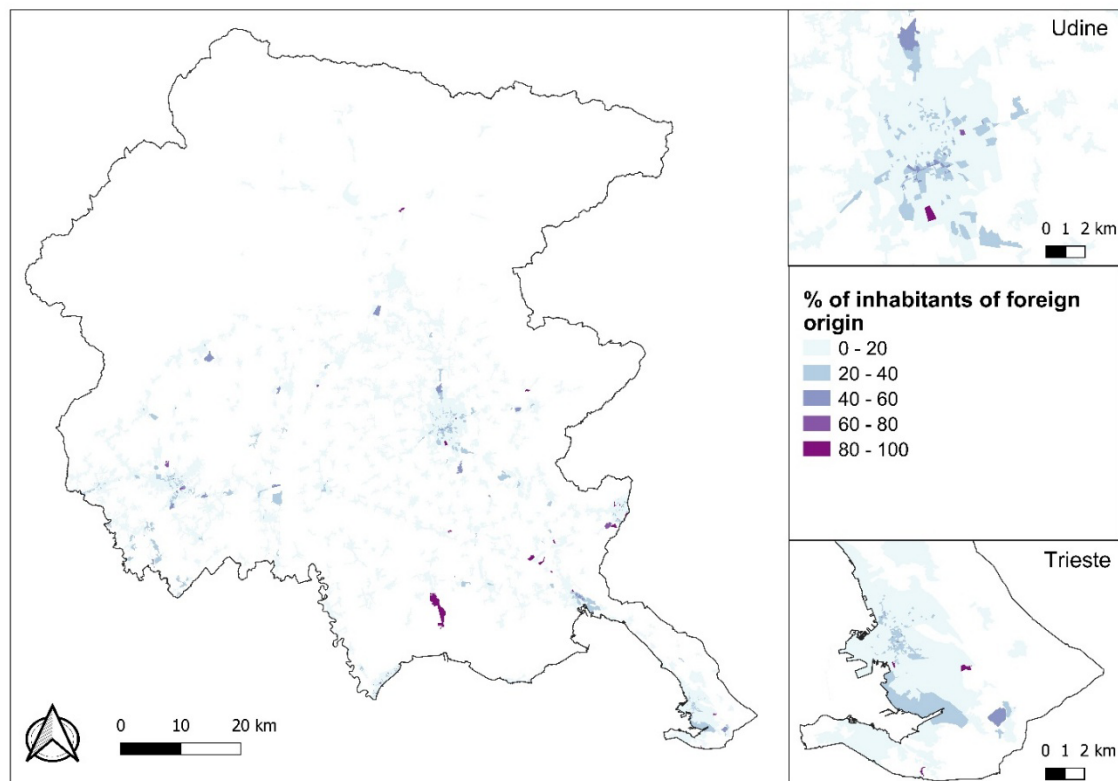 Udine
0 1 2 km
% of inhabitants of foreign
origin
0 - 20
20 - 40
40 - 60
60 - 80
80 - 100
Trieste
0 1 2 km
0 10 20 km